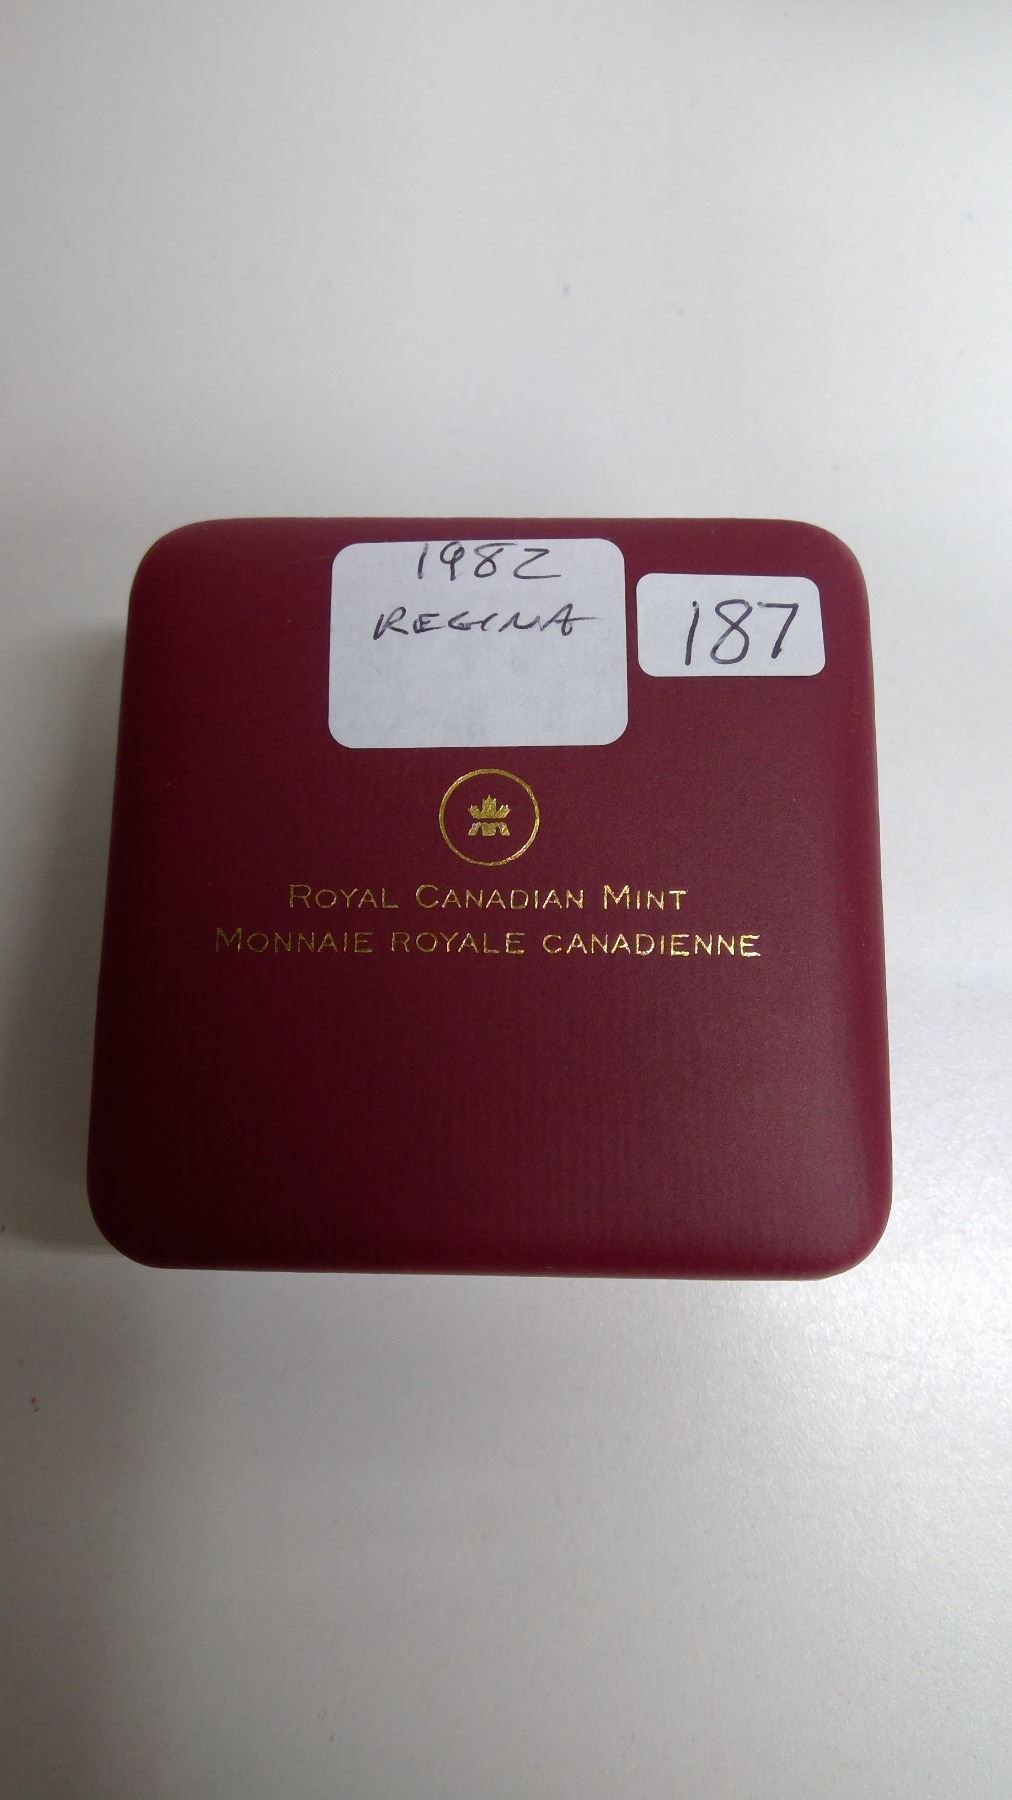 1982
REGINA
187
ROYAL CANADIAN MINT
MONNAIE ROYALE CANADIENNE